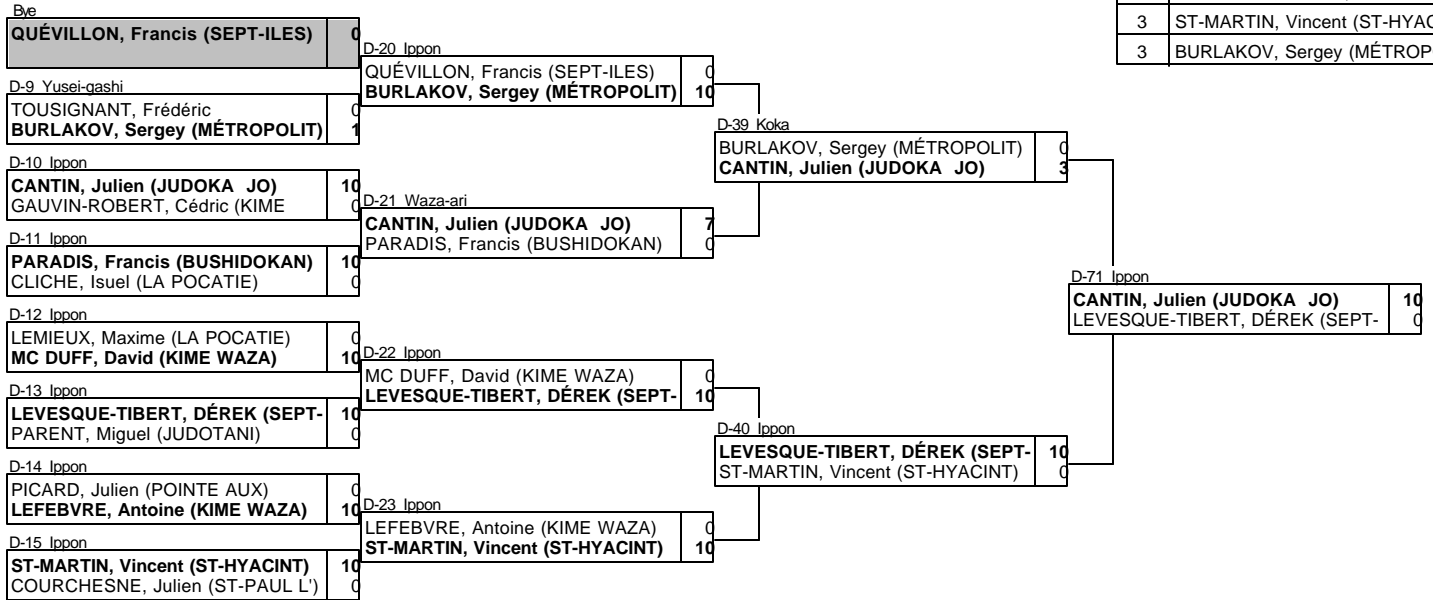 Bye
QUÉVILLON, Francis (SEPT-ILES) 0
D-9 Yusei-gashi
TOUSIGNANT, Frédéric 0
BURLAKOV, Sergey (MÉTROPOLIT) 1
D-10 Ippon
CANTIN, Julien (JUDOKA JO) 10
GAUVIN-ROBERT, Cédric (KIME 0
D-11 Ippon
PARADIS, Francis (BUSHIDOKAN) 10
CLICHE, Isuel (LA POCATIE) 0
D-12 Ippon
LEMIEUX, Maxime (LA POCATIE) 0
MC DUFF, David (KIME WAZA) 10
D-13 Ippon
LEVESQUE-TIBERT, DÉREK (SEPT- 10
PARENT, Miguel (JUDOTANI) 0
D-14 Ippon
PICARD, Julien (POINTE AUX) 0
LEFEBVRE, Antoine (KIME WAZA) 10
D-15 Ippon
ST-MARTIN, Vincent (ST-HYACINT) 10
COURCHESNE, Julien (ST-PAUL L') 0
D-20 Ippon
QUÉVILLON, Francis (SEPT-ILES) 0
BURLAKOV, Sergey (MÉTROPOLIT) 10
D-21 Waza-ari
CANTIN, Julien (JUDOKA JO) 7
PARADIS, Francis (BUSHIDOKAN) 0
D-22 Ippon
MC DUFF, David (KIME WAZA) 0
LEVESQUE-TIBERT, DÉREK (SEPT- 10
D-23 Ippon
LEFEBVRE, Antoine (KIME WAZA) 0
ST-MARTIN, Vincent (ST-HYACINT) 10
D-39 Koka
BURLAKOV, Sergey (MÉTROPOLIT) 0
CANTIN, Julien (JUDOKA JO) 3
D-40 Ippon
LEVESQUE-TIBERT, DÉREK (SEPT- 10
ST-MARTIN, Vincent (ST-HYACINT) 0
D-71 Ippon
CANTIN, Julien (JUDOKA JO) 10
LEVESQUE-TIBERT, DÉREK (SEPT- 0
3 ST-MARTIN, Vincent (ST-HYAC
3 BURLAKOV, Sergey (MÉTROP